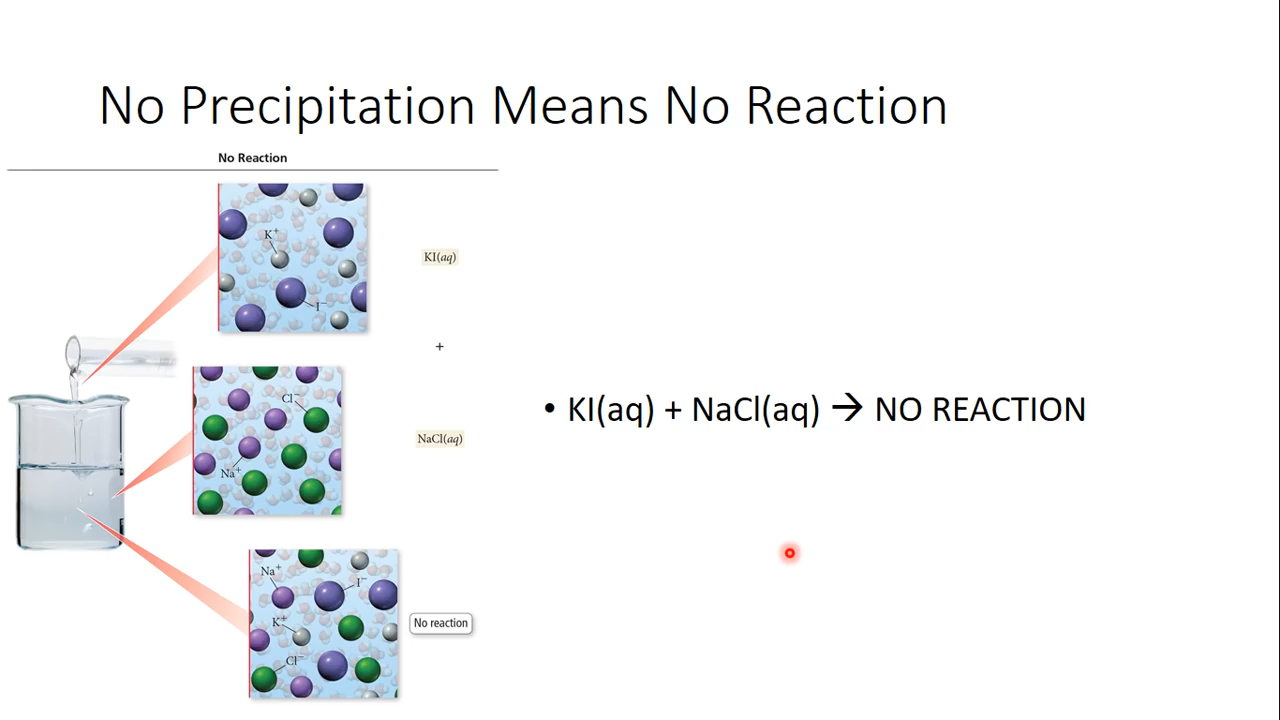 No Precipitation Means No Reaction
No Reaction
K⁺
I⁻
KI(aq)
+
Cl⁻
Na⁺
NaCl(aq)
• KI(aq) + NaCl(aq) → NO REACTION
Na⁺
I⁻
K⁺
Cl⁻
No reaction